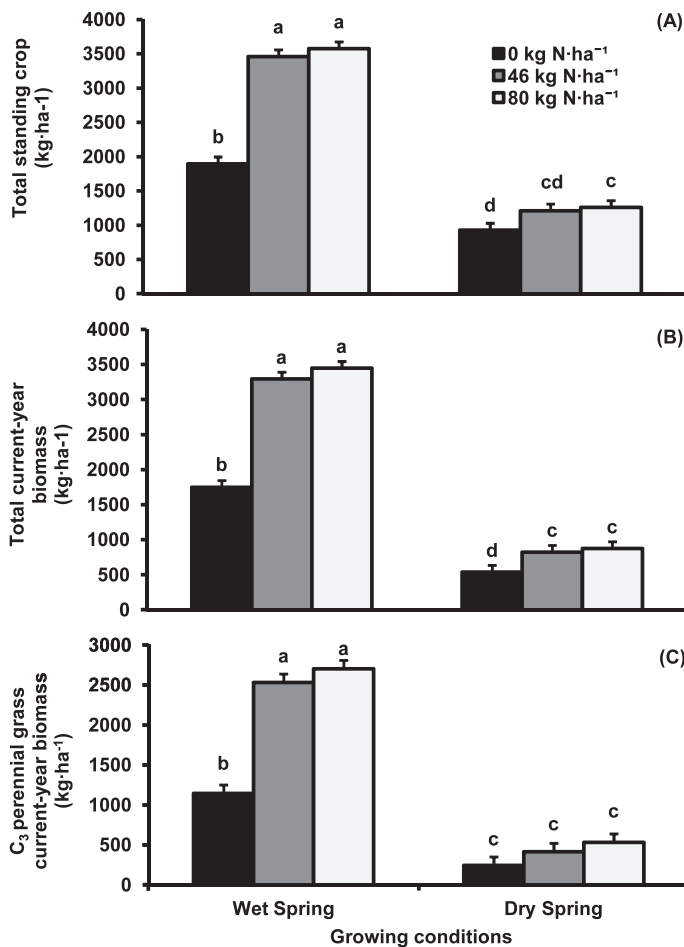 (A)
4000
3500
3000
2500
2000
1500
1000
500
0
Total standing crop
(kg·ha-1)
0 kg N·ha⁻¹
46 kg N·ha⁻¹
80 kg N·ha⁻¹
b
a
a
d
cd
c
(B)
4000
3500
3000
2500
2000
1500
1000
500
0
Total current-year
biomass
(kg·ha-1)
b
a
a
d
c
c
(C)
3000
2500
2000
1500
1000
500
0
C₃ perennial grass
current-year biomass
(kg·ha⁻¹)
b
a
a
c
c
c
Wet Spring Dry Spring
Growing conditions